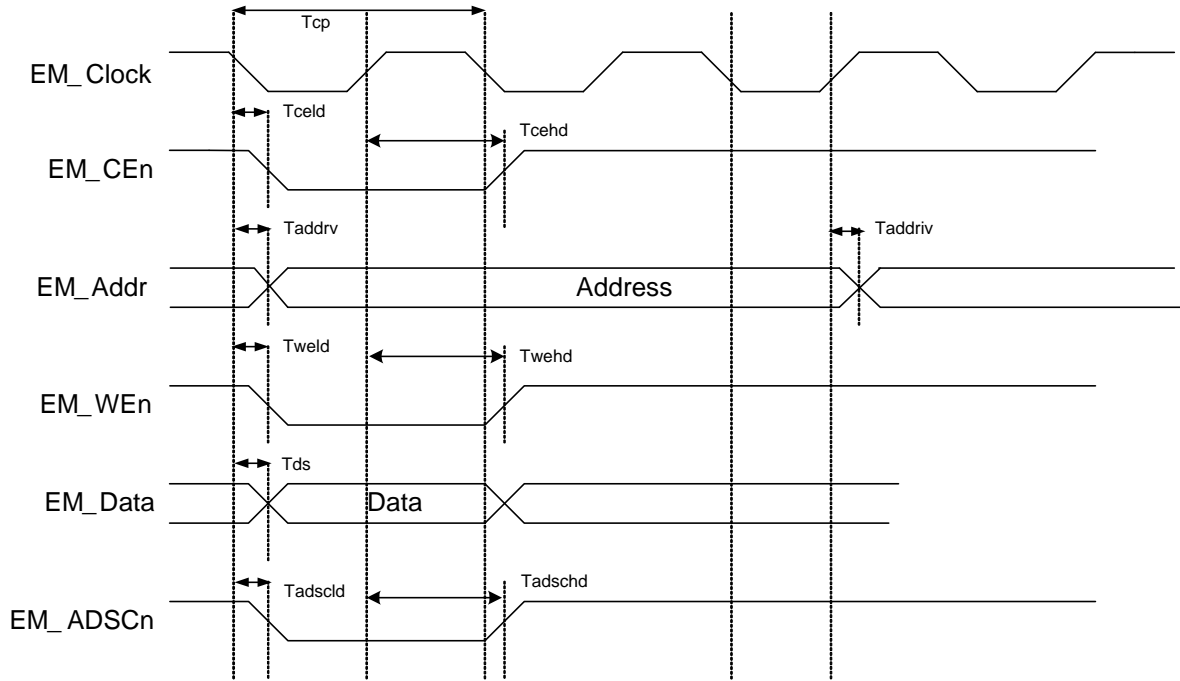 Tcp
EM_Clock
Tceld
Tcehd
EM_CEn
Taddrv
Taddriv
EM_Addr
Address
Tweld
Twehd
EM_WEn
Tds
EM_Data
Data
Tadscld
Tadschd
EM_ADSCn